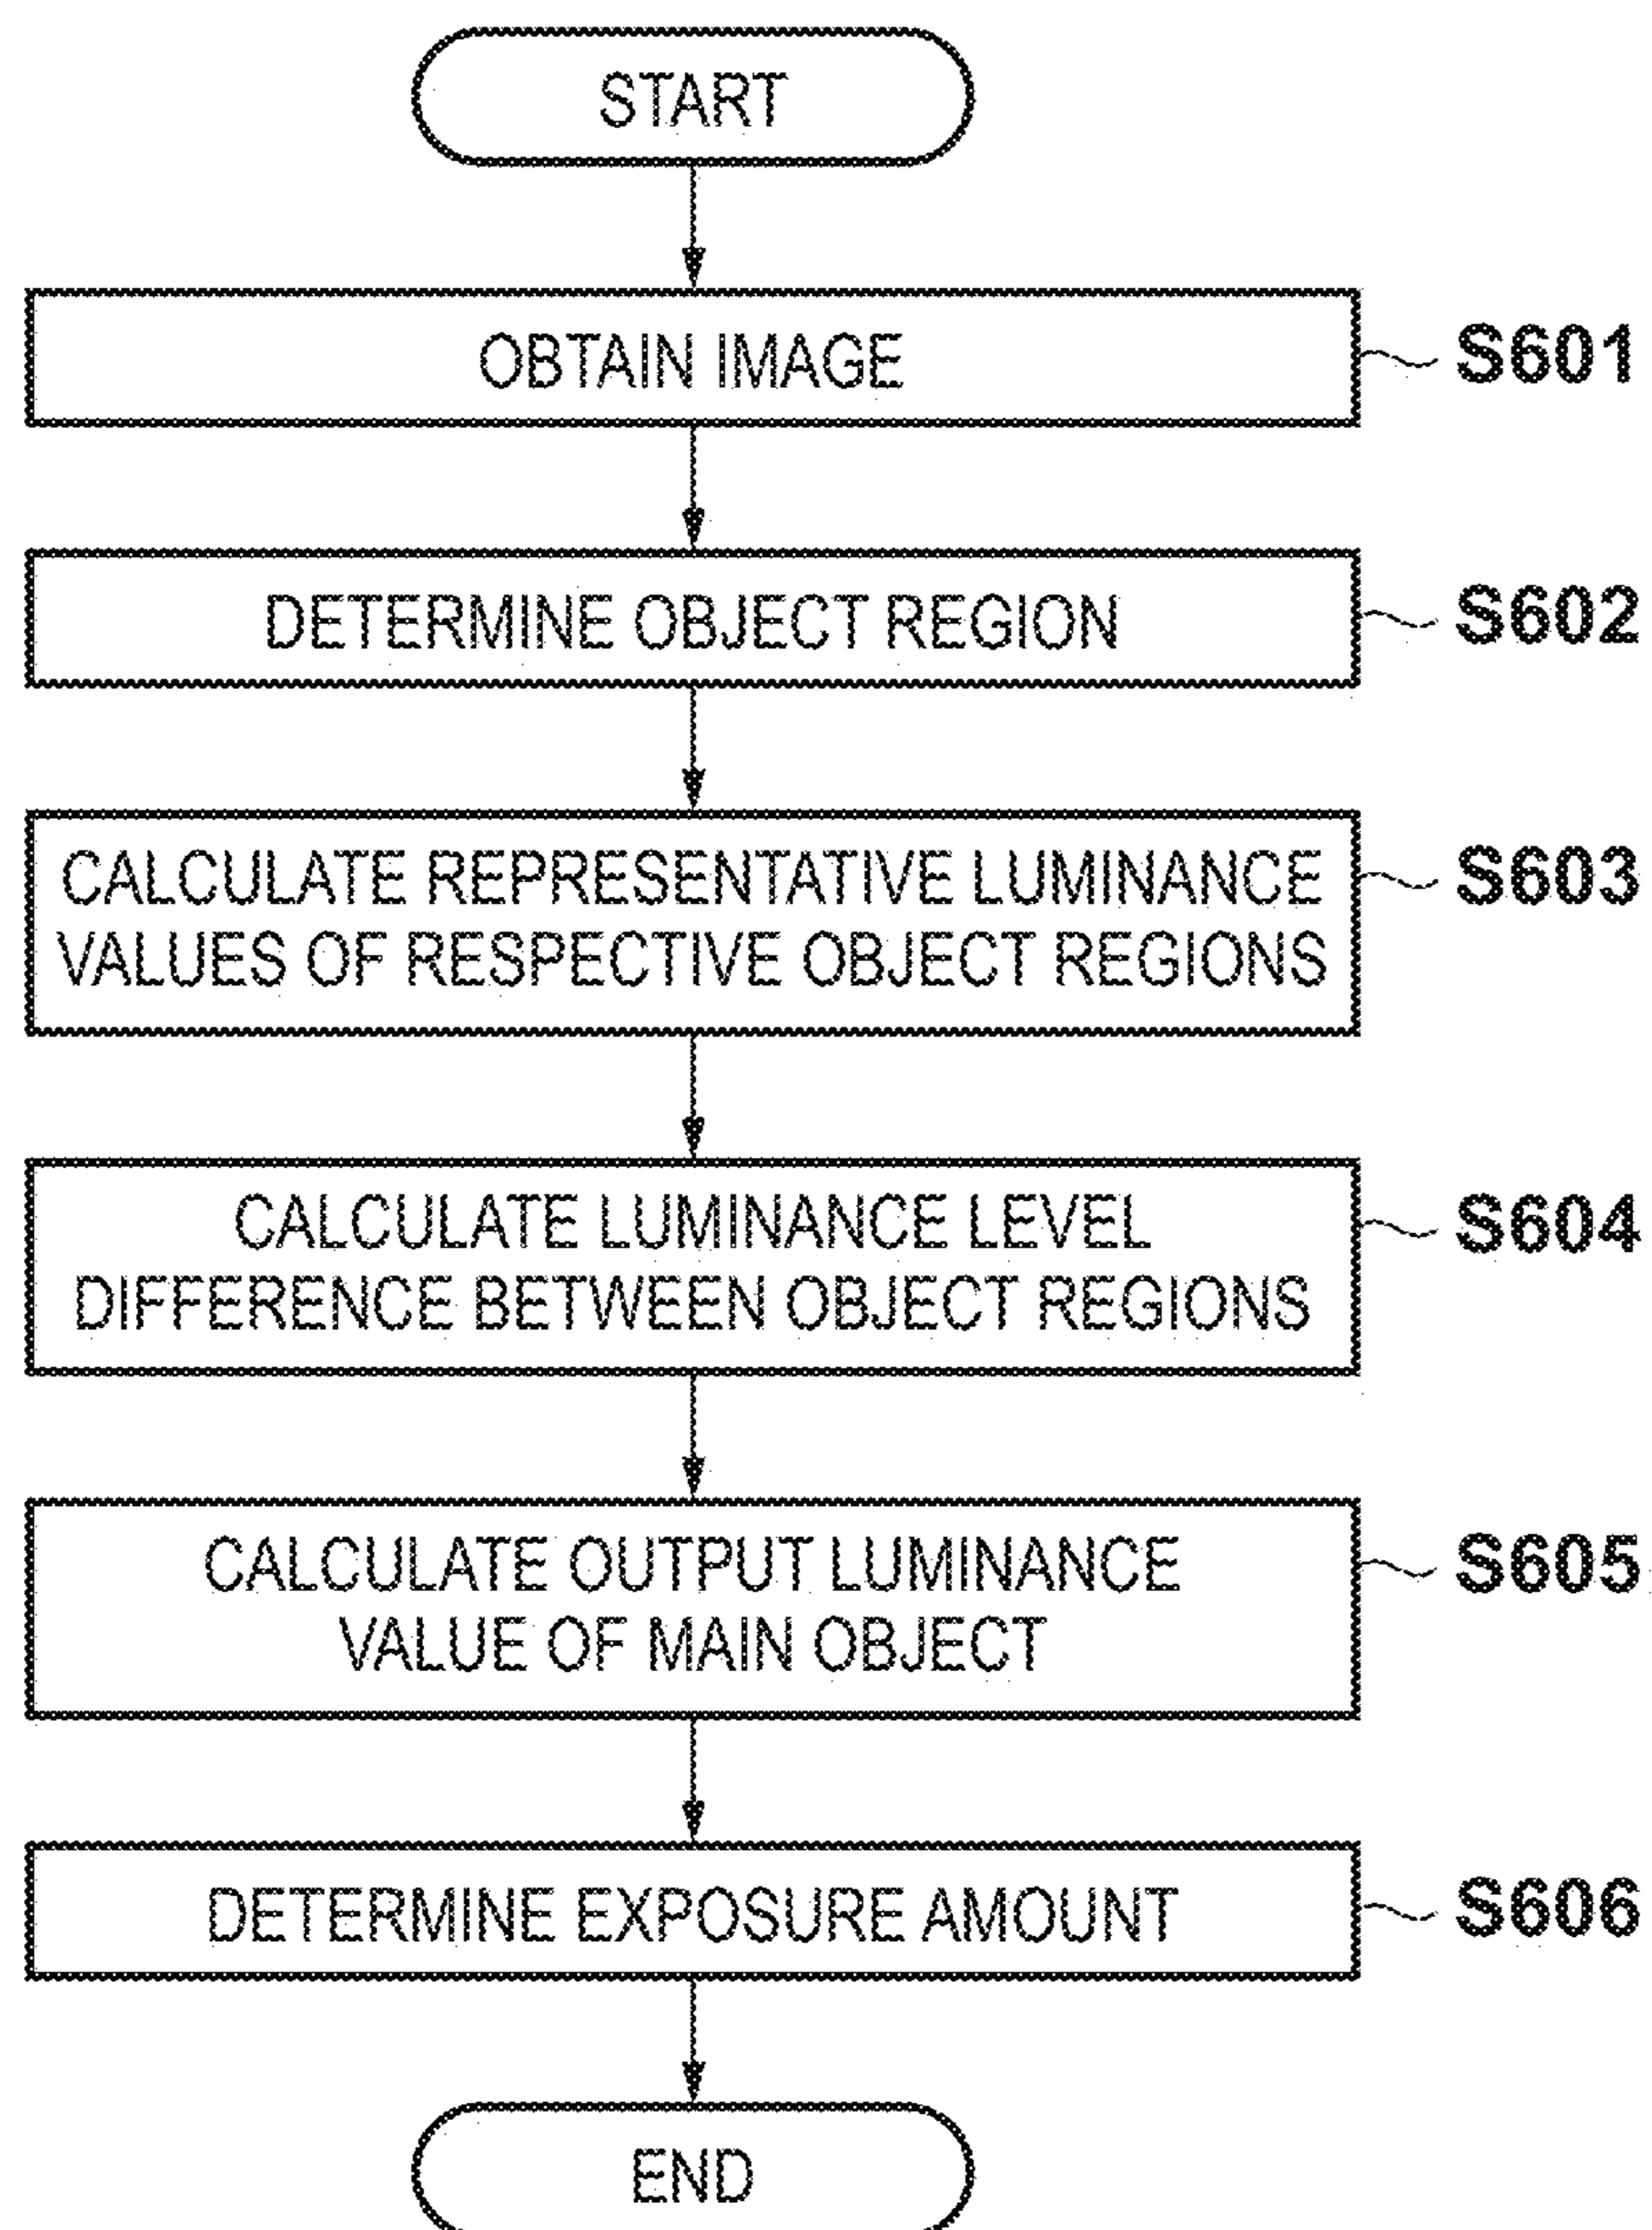 START
OBTAIN IMAGE
S601
DETERMINE OBJECT REGION
S602
CALCULATE REPRESENTATIVE LUMINANCE
VALUES OF RESPECTIVE OBJECT REGIONS
S603
CALCULATE LUMINANCE LEVEL
DIFFERENCE BETWEEN OBJECT REGIONS
S604
CALCULATE OUTPUT LUMINANCE
VALUE OF MAIN OBJECT
S605
DETERMINE EXPOSURE AMOUNT
S606
END